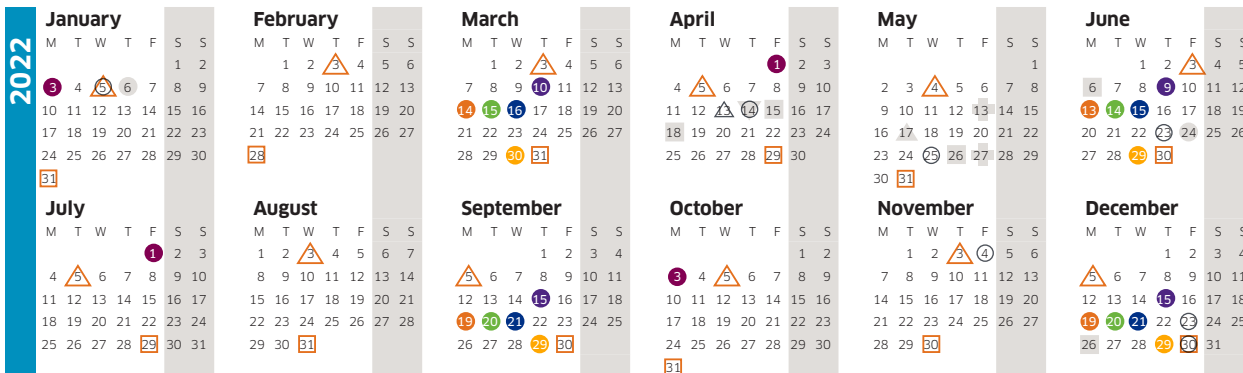 2022
January
M T W T F S S
1 2
3 4 5 6 7 8 9
10 11 12 13 14 15 16
17 18 19 20 21 22 23
24 25 26 27 28 29 30
31
February
M T W T F S S
1 2 3 4 5 6
7 8 9 10 11 12 13
14 15 16 17 18 19 20
21 22 23 24 25 26 27
28
March
M T W T F S S
1 2 3 4 5 6
7 8 9 10 11 12 13
14 15 16 17 18 19 20
21 22 23 24 25 26 27
28 29 30 31
April
M T W T F S S
1 2 3
4 5 6 7 8 9 10
11 12 13 14 15 16 17
18 19 20 21 22 23 24
25 26 27 28 29 30
May
M T W T F S S
1
2 3 4 5 6 7 8
9 10 11 12 13 14 15
16 17 18 19 20 21 22
23 24 25 26 27 28 29
30 31
June
M T W T F S S
1 2 3 4 5
6 7 8 9 10 11 12
13 14 15 16 17 18 19
20 21 22 23 24 25 26
27 28 29 30
July
M T W T F S S
1 2 3
4 5 6 7 8 9 10
11 12 13 14 15 16 17
18 19 20 21 22 23 24
25 26 27 28 29 30 31
August
M T W T F S S
1 2 3 4 5 6 7
8 9 10 11 12 13 14
15 16 17 18 19 20 21
22 23 24 25 26 27 28
29 30 31
September
M T W T F S S
1 2 3 4
5 6 7 8 9 10 11
12 13 14 15 16 17 18
19 20 21 22 23 24 25
26 27 28 29 30
October
M T W T F S S
1 2
3 4 5 6 7 8 9
10 11 12 13 14 15 16
17 18 19 20 21 22 23
24 25 26 27 28 29 30
31
November
M T W T F S S
1 2 3 4 5 6
7 8 9 10 11 12 13
14 15 16 17 18 19 20
21 22 23 24 25 26 27
28 29 30
December
M T W T F S S
1 2 3 4
5 6 7 8 9 10 11
12 13 14 15 16 17 18
19 20 21 22 23 24 25
26 27 28 29 30 31